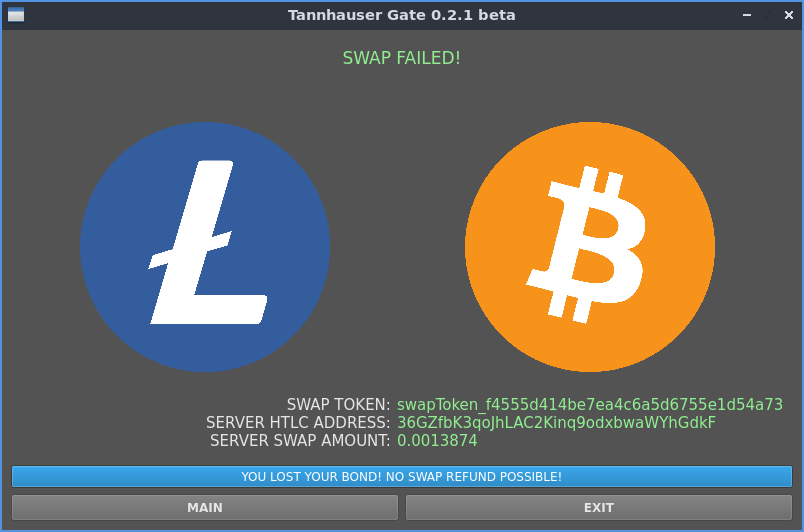 Tannhauser Gate 0.2.1 beta
SWAP FAILED!
SWAP TOKEN: swapToken_f4555d414be7ea4c6a5d6755e1d54a73
SERVER HTLC ADDRESS: 36GZfbK3qoJhLAC2Kinq9odxbwaWYhGdkF
SERVER SWAP AMOUNT: 0.0013874
YOU LOST YOUR BOND! NO SWAP REFUND POSSIBLE!
MAIN EXIT